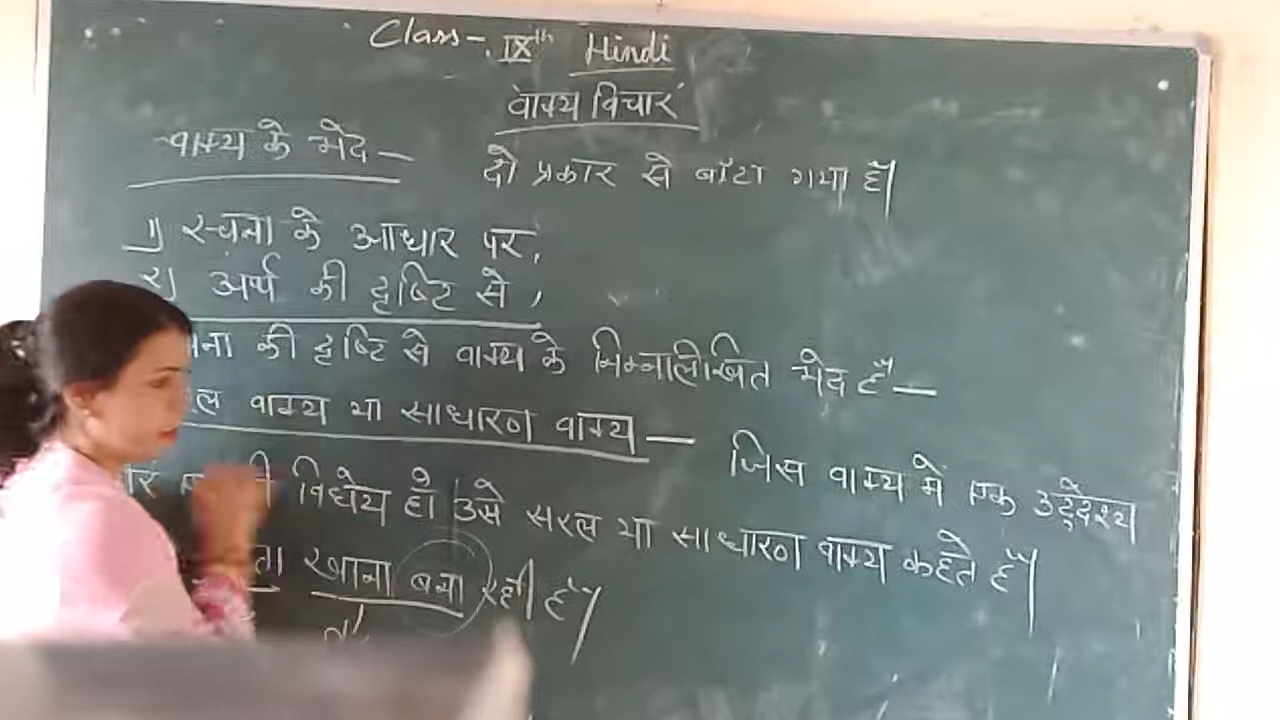 Class - IXth Hindi
वाक्य विचार
वाक्य के भेद — दो प्रकार से बाँटा गया है।
1) रचना के आधार पर,
२) अर्थ की दृष्टि से,
की दृष्टि से वाक्य के निम्नलिखित भेद हैं —
वाक्य या साधारण वाक्य — जिस वाक्य में एक उद्देश्य
विधेय हो उसे सरल या साधारण वाक्य कहते हैं।
खाना बना रही है।